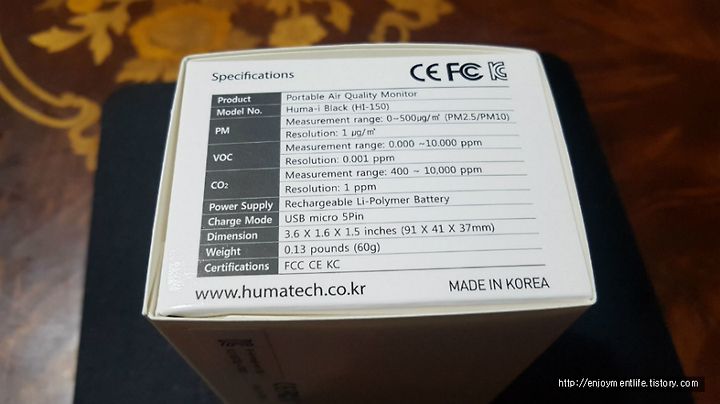 Specifications CE FC KC
Product Portable Air Quality Monitor
Model No. Huma-i Black (HI-150)
PM Measurement range: 0~500μg/㎥ (PM2.5/PM10)
Resolution: 1 μg/㎥
VOC Measurement range: 0.000 ~10.000 ppm
Resolution: 0.001 ppm
CO₂ Measurement range: 400 ~ 10,000 ppm
Resolution: 1 ppm
Power Supply Rechargeable Li-Polymer Battery
Charge Mode USB micro 5Pin
Dimension 3.6 X 1.6 X 1.5 inches (91 X 41 X 37mm)
Weight 0.13 pounds (60g)
Certifications FCC CE KC
www.humatech.co.kr MADE IN KOREA
http://enjoymentlife.tistory.com